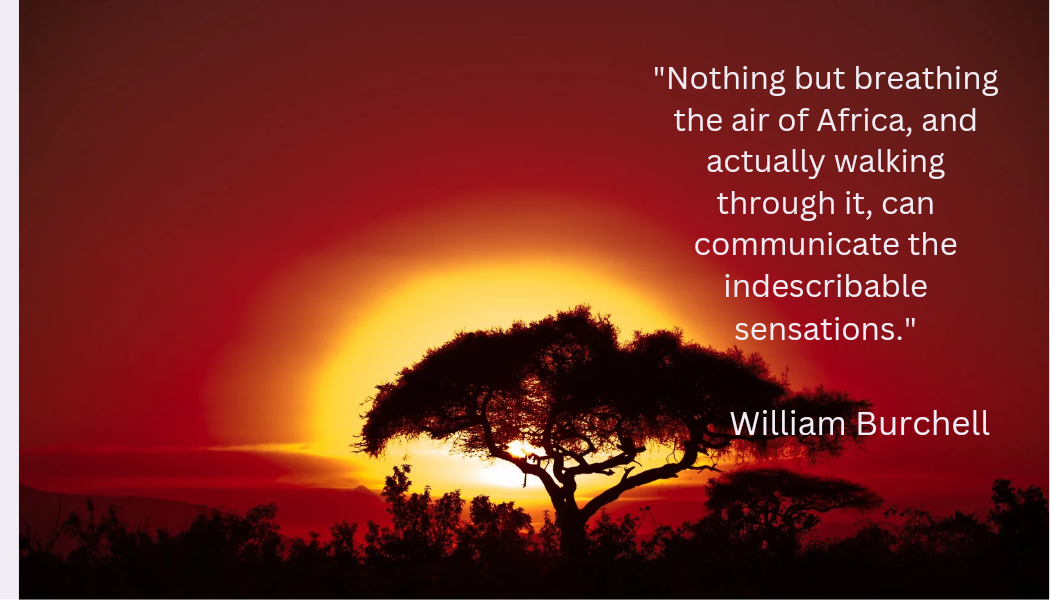 "Nothing but breathing
the air of Africa, and
actually walking
through it, can
communicate the
indescribable
sensations."
William Burchell